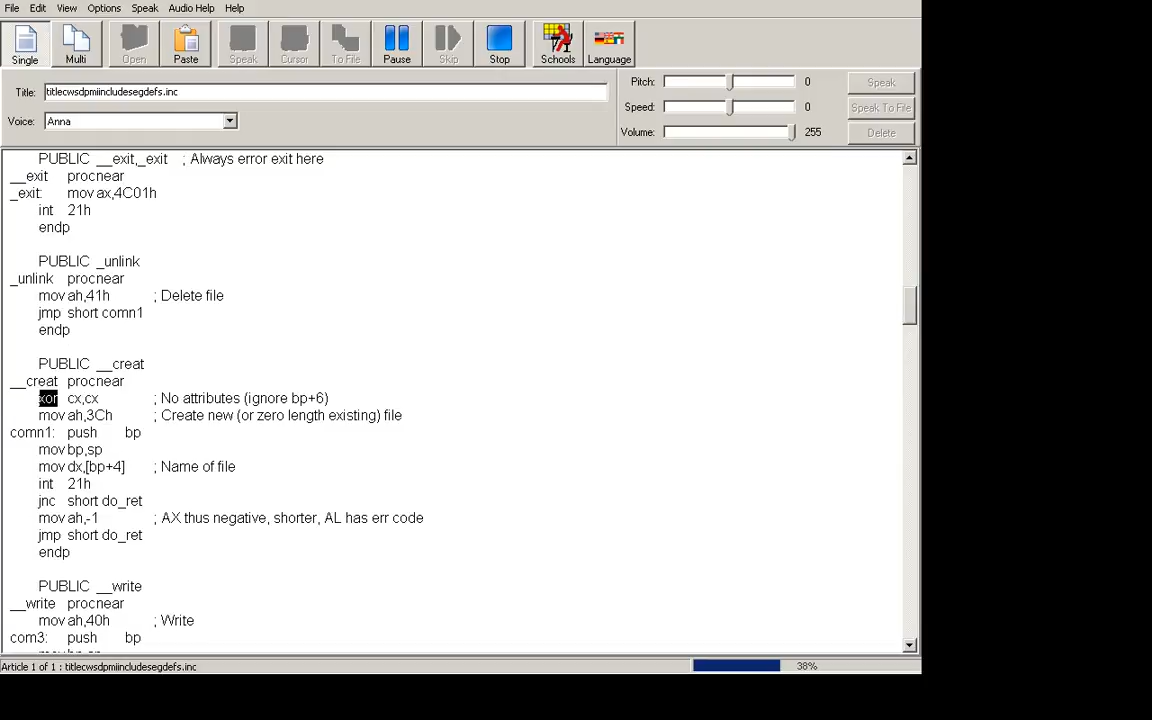 File Edit View Options Speak Audio Help Help
Single Multi Open Paste Speak Cursor To File Pause Skip Stop Schools Language
Title: titlecwsdpmiincludesegdefs.inc
Voice: Anna
Pitch: 0 Speak
Speed: 0 Speak To File
Volume: 255 Delete
PUBLIC __exit,_exit ; Always error exit here
__exit procnear
_exit: mov ax,4C01h
int 21h
endp
PUBLIC _unlink
_unlink procnear
mov ah,41h ; Delete file
jmp short comn1
endp
PUBLIC __creat
__creat procnear
xor cx,cx ; No attributes (ignore bp+6)
mov ah,3Ch ; Create new (or zero length existing) file
comn1: push bp
mov bp,sp
mov dx,[bp+4] ; Name of file
int 21h
jnc short do_ret
mov ah,-1 ; AX thus negative, shorter, AL has err code
jmp short do_ret
endp
PUBLIC __write
__write procnear
mov ah,40h ; Write
com3: push bp
Article 1 of 1 : titlecwsdpmiincludesegdefs.inc 38%